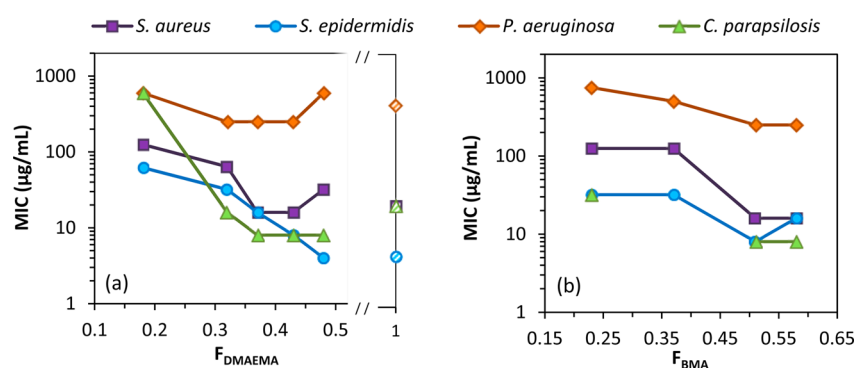 S. aureus S. epidermidis P. aeruginosa C. parapsilosis
MIC (µg/mL)
1000
100
10
1
(a)
// //
0.1 0.2 0.3 0.4 0.5 1
F_DMAEMA
MIC (µg/mL)
1000
100
10
1
(b)
0.15 0.25 0.35 0.45 0.55 0.65
F_BMA